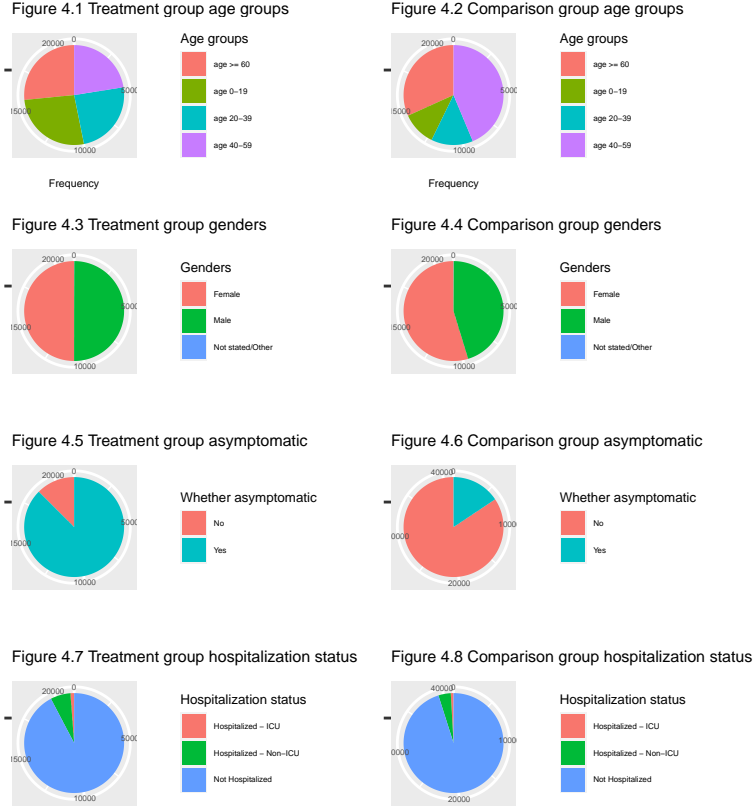 Figure 4.1 Treatment group age groups
0
5000
10000
15000
20000
Frequency
Age groups
age >= 60
age 0−19
age 20−39
age 40−59
Figure 4.2 Comparison group age groups
0
5000
10000
15000
20000
Frequency
Age groups
age >= 60
age 0−19
age 20−39
age 40−59
Figure 4.3 Treatment group genders
0
5000
10000
15000
20000
Genders
Female
Male
Not stated/Other
Figure 4.4 Comparison group genders
0
5000
10000
15000
20000
Genders
Female
Male
Not stated/Other
Figure 4.5 Treatment group asymptomatic
0
5000
10000
15000
20000
Whether asymptomatic
No
Yes
Figure 4.6 Comparison group asymptomatic
0
1000
20000
0000
40000
Whether asymptomatic
No
Yes
Figure 4.7 Treatment group hospitalization status
0
5000
10000
15000
20000
Hospitalization status
Hospitalized − ICU
Hospitalized − Non−ICU
Not Hospitalized
Figure 4.8 Comparison group hospitalization status
0
1000
20000
0000
40000
Hospitalization status
Hospitalized − ICU
Hospitalized − Non−ICU
Not Hospitalized